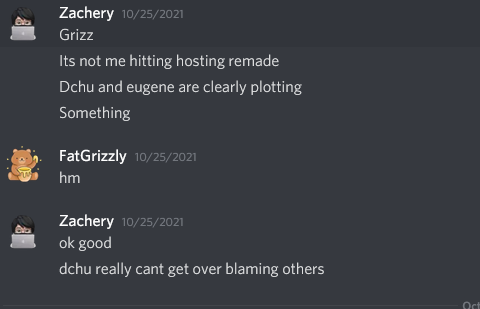 Zachery 10/25/2021
Grizz
Its not me hitting hosting remade
Dchu and eugene are clearly plotting
Something
FatGrizzly 10/25/2021
hm
Zachery 10/25/2021
ok good
dchu really cant get over blaming others
Oct